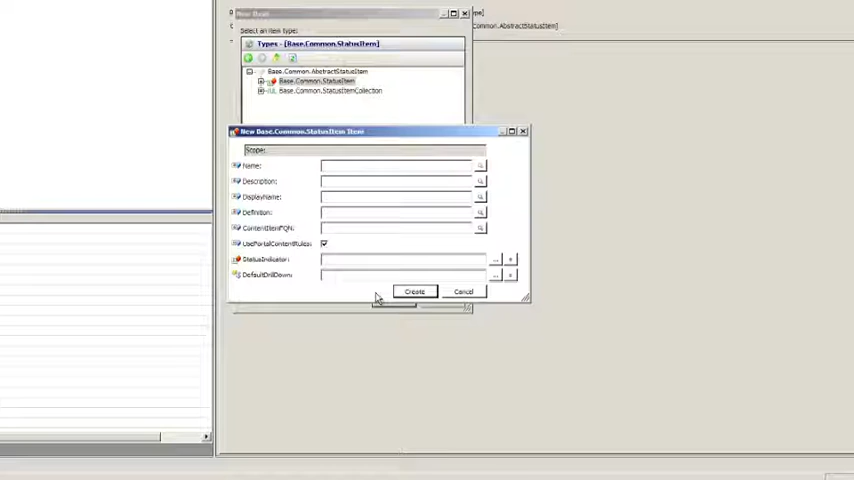 New Item
Select an item type:
Types - [Base.Common.StatusItem]
Base.Common.AbstractStatusItem
Base.Common.StatusItem
Base.Common.StatusItemCollection
Common.AbstractStatusItem]
New Base.Common.StatusItem Item
Scope:
Name:
Description:
DisplayName:
Definition:
ContentItemFQN:
UsePortalContentRules:
StatusIndicator:
DefaultDrillDown:
Create
Cancel